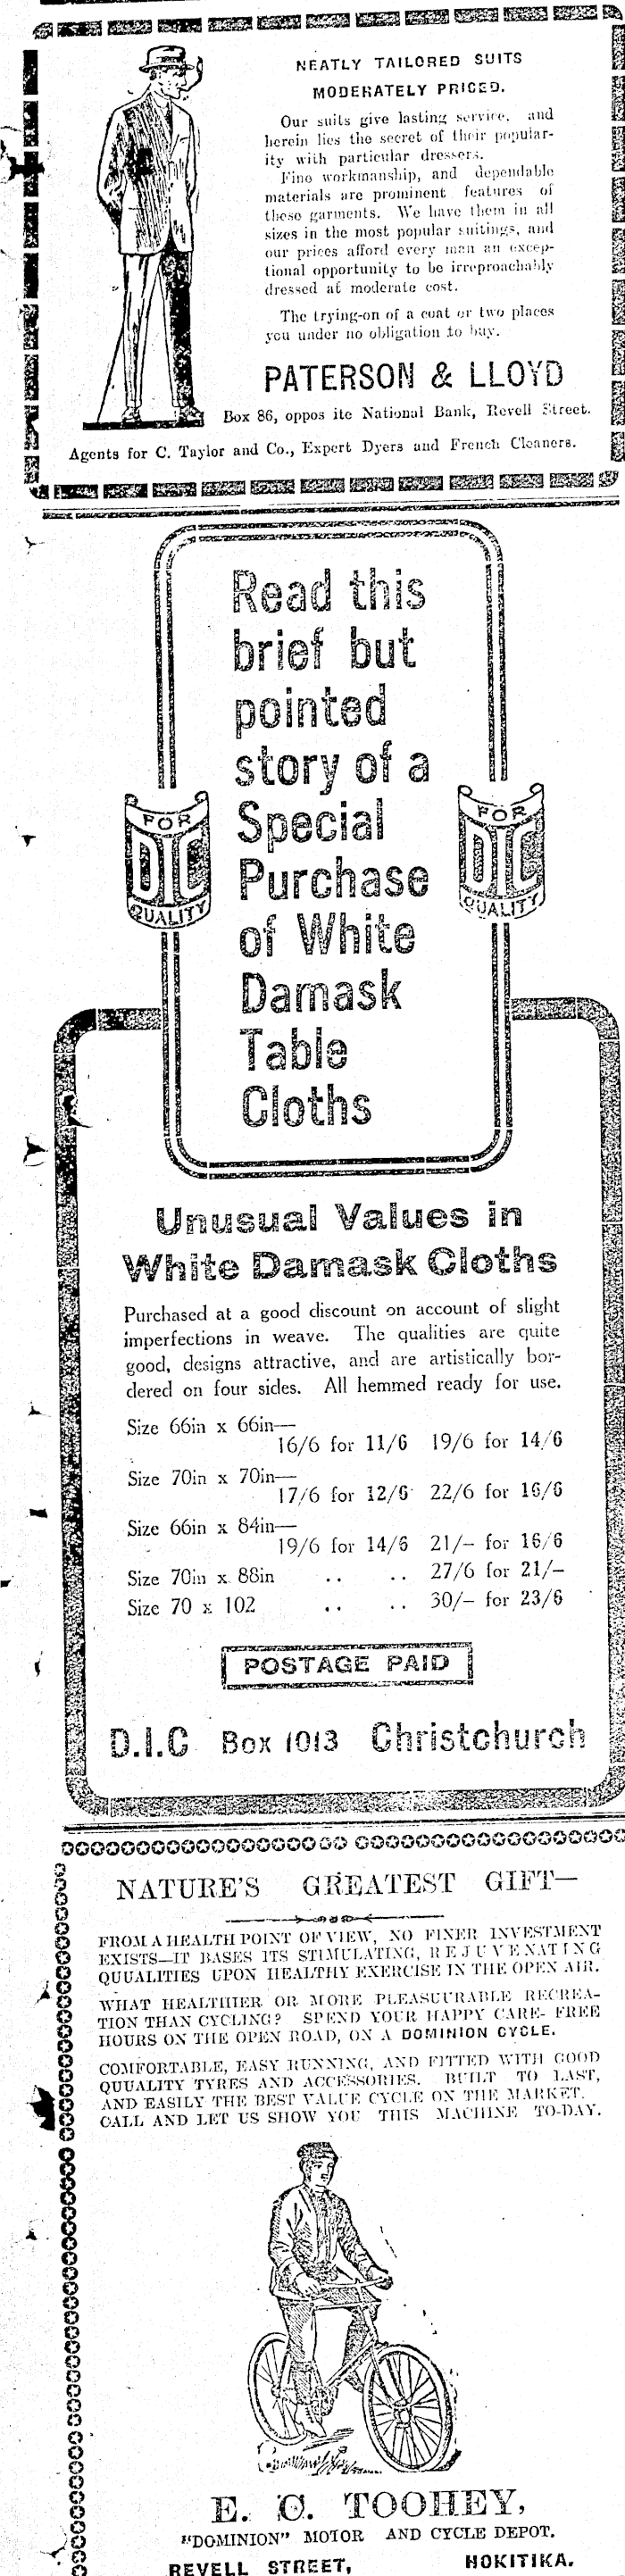 NEATLY TAILORED SUITS
MODERATELY PRICED.
Our suits give lasting service, and
herein lies the secret of their popular-
ity with particular dressers.
Fine workmanship, and dependable
materials are prominent features of
these garments. We have them in all
sizes in the most popular suitings, and
our prices afford every man an excep-
tional opportunity to be irreproachably
dressed at moderate cost.
The trying-on of a coat or two places
you under no obligation to buy.
PATERSON & LLOYD
Box 86, oppos ite National Bank, Revell Street.
Agents for C. Taylor and Co., Expert Dyers and French Cleaners.
Read this
brief but
pointed
story of a
Special
Purchase
of White
Damask
Table
Cloths
FOR
DIC
QUALITY
FOR
DIC
QUALITY
Unusual Values in
White Damask Cloths
Purchased at a good discount on account of slight
imperfections in weave. The qualities are quite
good, designs attractive, and are artistically bor-
dered on four sides. All hemmed ready for use.
Size 66in x 66in—
16/6 for 11/6 19/6 for 14/6
Size 70in x 70in—
17/6 for 12/6 22/6 for 16/6
Size 66in x 84in—
19/6 for 14/6 21/- for 16/6
Size 70in x 88in .. .. 27/6 for 21/-
Size 70 x 102 .. .. 30/- for 23/6
POSTAGE PAID
D.I.C Box 1013 Christchurch
NATURE'S GREATEST GIFT—
FROM A HEALTH POINT OF VIEW, NO FINER INVESTMENT
EXISTS—IT BASES ITS STIMULATING, REJUVENATING
QUUALITIES UPON HEALTHY EXERCISE IN THE OPEN AIR.
WHAT HEALTHIER OR MORE PLEASUURABLE RECREA-
TION THAN CYCLING? SPEND YOUR HAPPY CARE- FREE
HOURS ON THE OPEN ROAD, ON A DOMINION CYCLE.
COMFORTABLE, EASY RUNNING, AND FITTED WITH GOOD
QUUALITY TYRES AND ACCESSORIES. BUILT TO LAST,
AND EASILY THE BEST VALUE CYCLE ON THE MARKET.
CALL AND LET US SHOW YOU THIS MACHINE TO-DAY.
E. C. TOOHEY,
"DOMINION" MOTOR AND CYCLE DEPOT.
REVELL STREET, HOKITIKA.